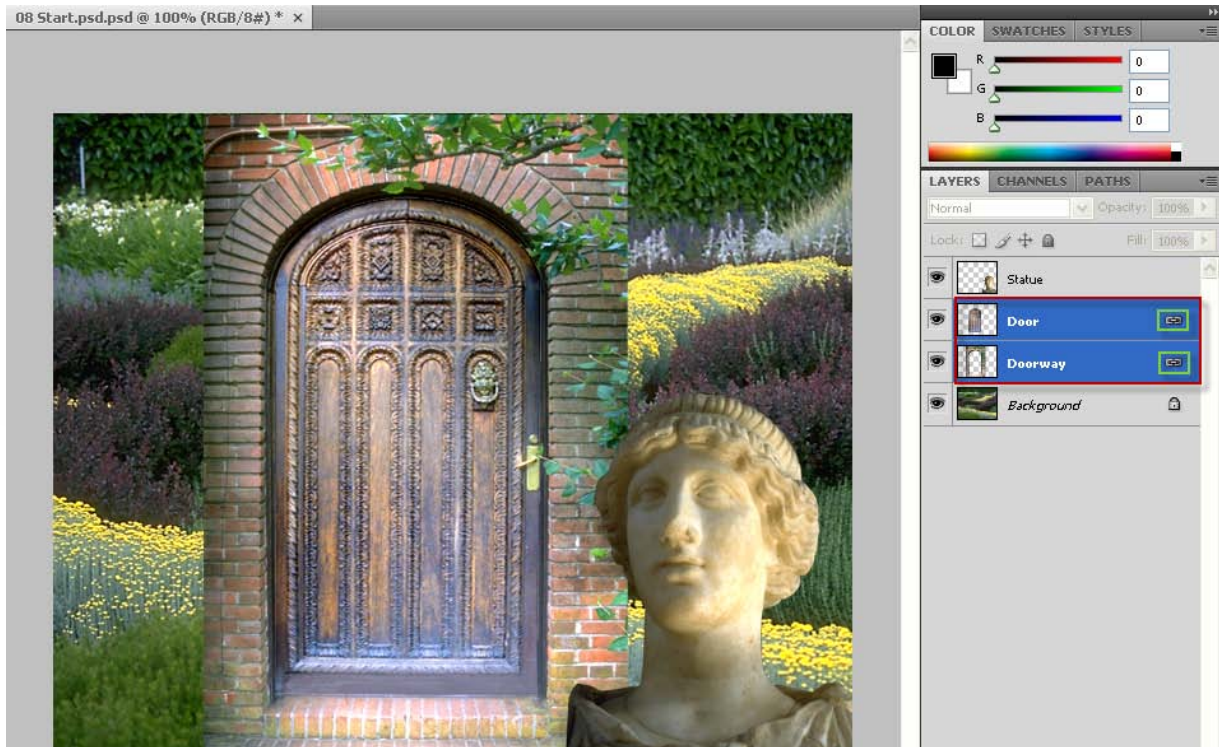 08 Start.psd.psd @ 100% (RGB/8#) * ×
COLOR SWATCHES STYLES
R 0
G 0
B 0
LAYERS CHANNELS PATHS
Normal Opacity: 100%
Lock: Fill: 100%
Statue
Door
Doorway
Background